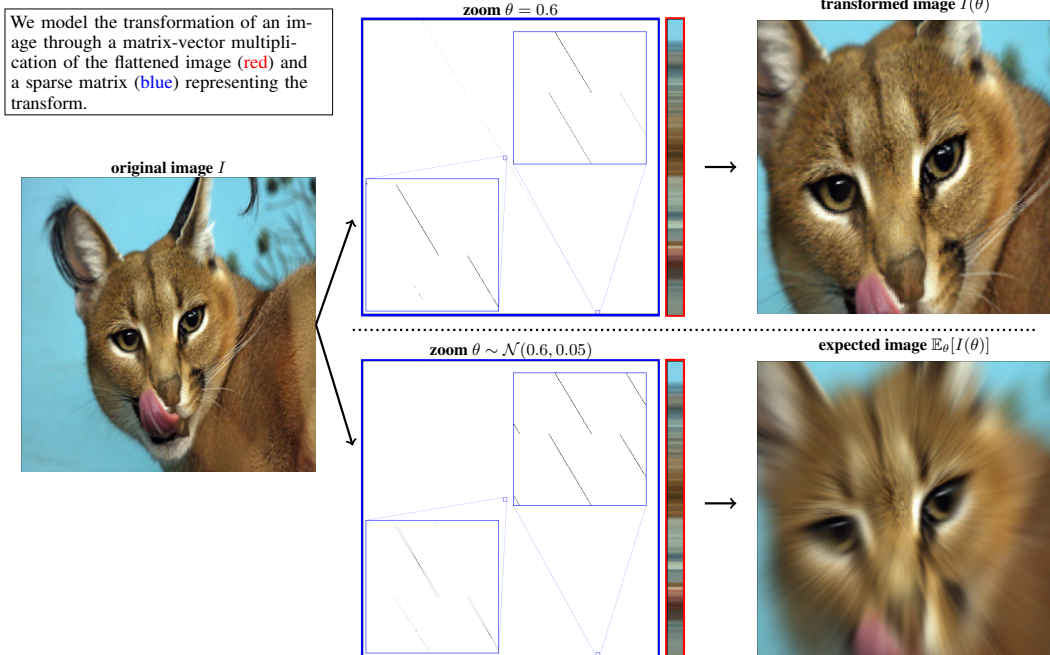 We model the transformation of an im-
age through a matrix-vector multipli-
cation of the flattened image (red) and
a sparse matrix (blue) representing the
transform.
original image I
zoom θ = 0.6
transformed image I(θ)
zoom θ ∼ 𝒩(0.6, 0.05)
expected image 𝔼θ[I(θ)]